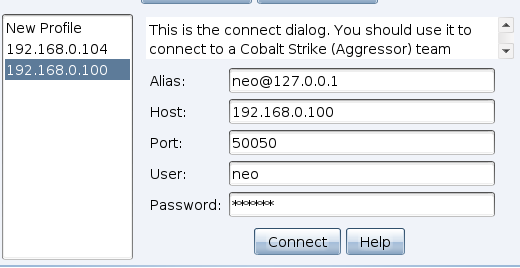 New Profile
192.168.0.104
192.168.0.100
This is the connect dialog. You should use it to
connect to a Cobalt Strike (Aggressor) team
Alias: neo@127.0.0.1
Host: 192.168.0.100
Port: 50050
User: neo
Password: ******
Connect Help